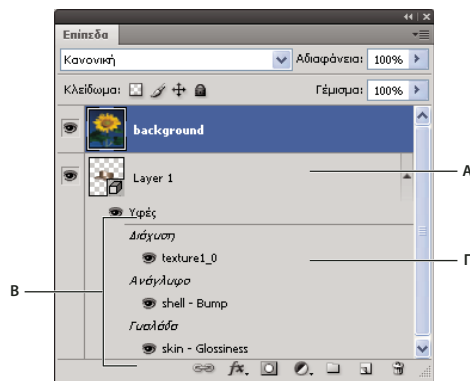 Επίπεδα
Κανονική Αδιαφάνεια: 100%
Κλείδωμα: Γέμισμα: 100%
background
Layer 1
A
Υφές
Διάχυση
texture1_0
Γ
Ανάγλυφο
B
shell - Bump
Γυαλάδα
skin - Glossiness
fx.